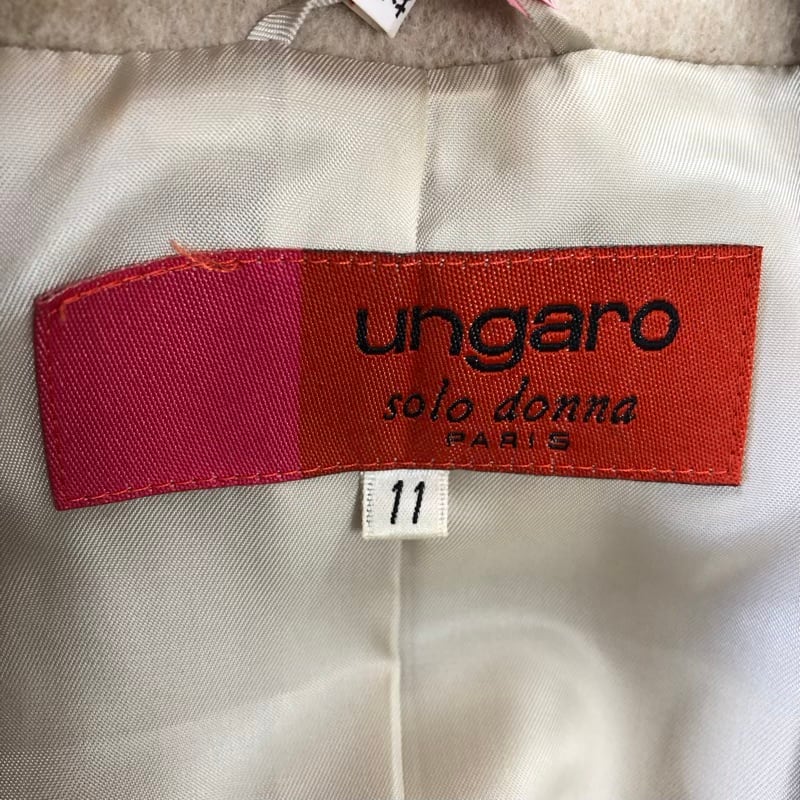 ungaro
solo donna
PARIS
11